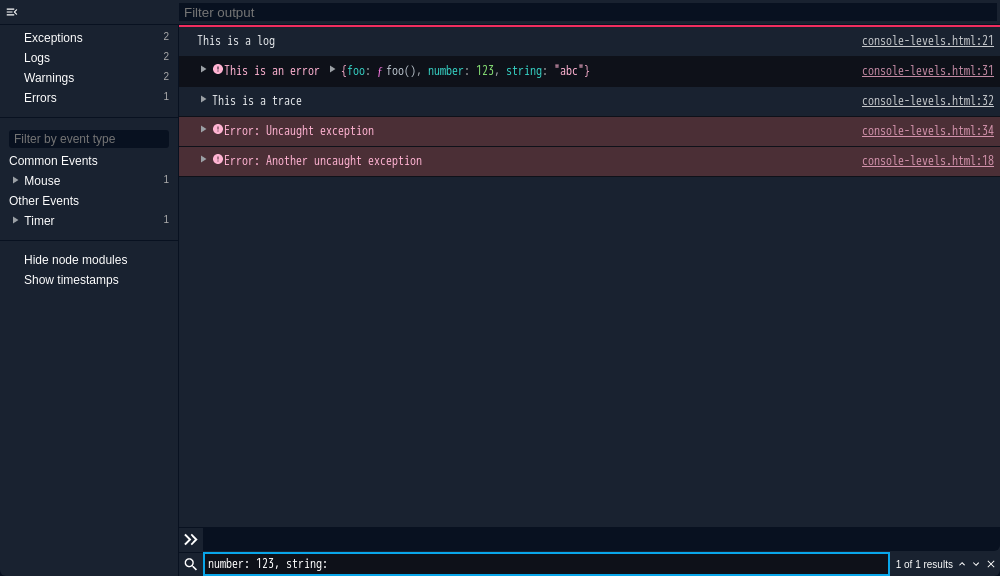 Filter output
Exceptions 2
Logs 2
Warnings 2
Errors 1
Filter by event type
Common Events
Mouse 1
Other Events
Timer 1
Hide node modules
Show timestamps
This is a log console-levels.html:21
This is an error {foo: ƒ foo(), number: 123, string: "abc"} console-levels.html:31
This is a trace console-levels.html:32
Error: Uncaught exception console-levels.html:34
Error: Another uncaught exception console-levels.html:18
number: 123, string: 1 of 1 results